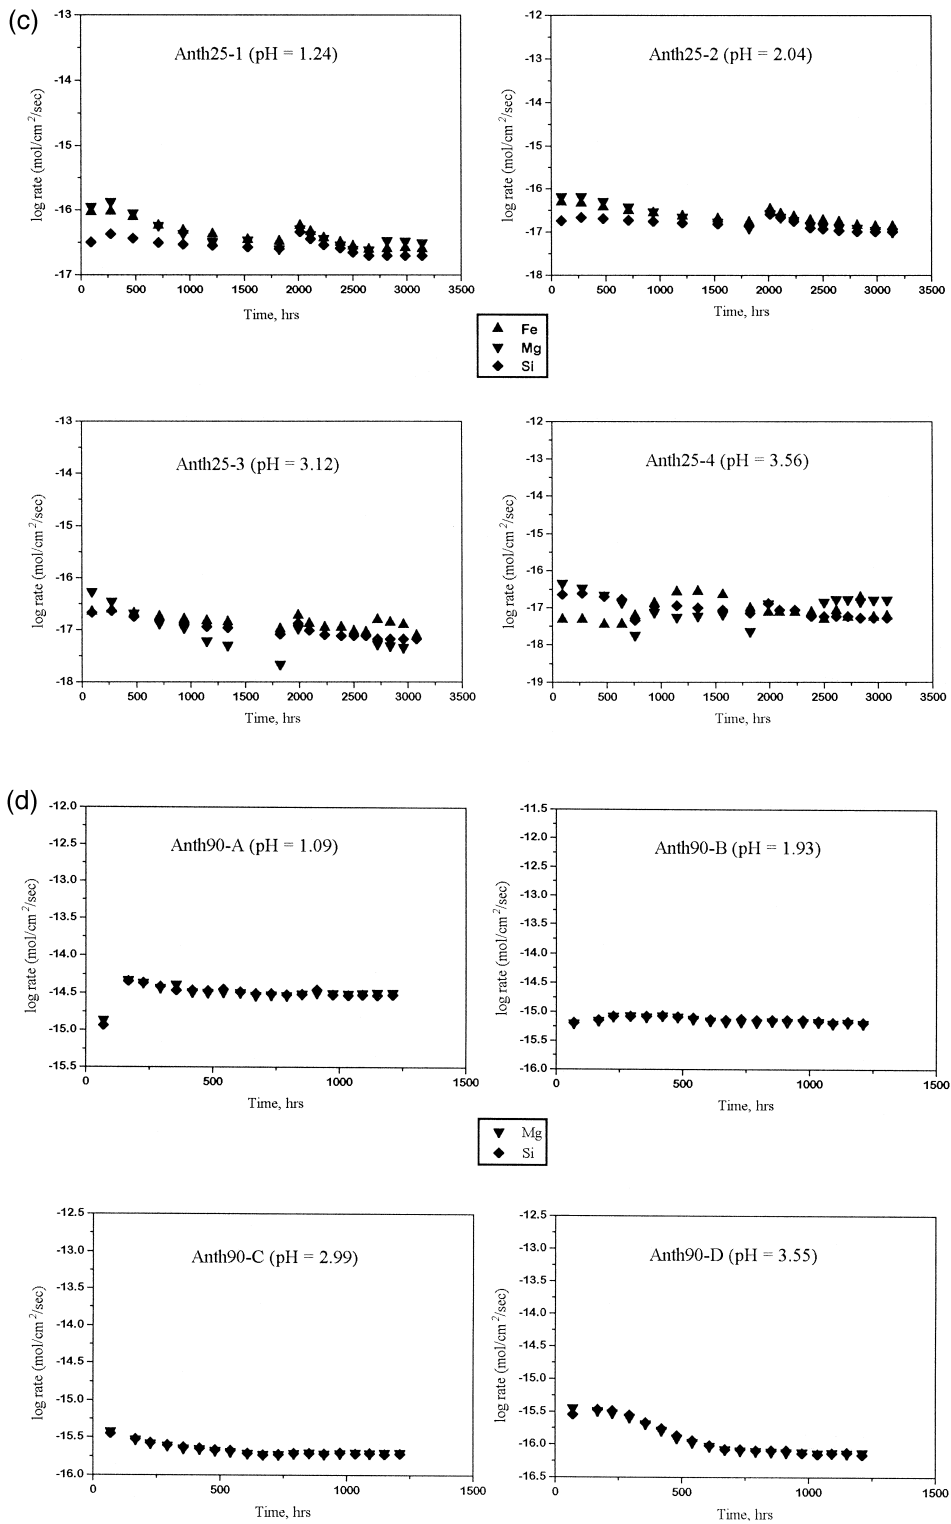 (c)
Anth25-1 (pH = 1.24)
log rate (mol/cm²/sec)
-13
-14
-15
-16
-17
0 500 1000 1500 2000 2500 3000 3500
Time, hrs
Anth25-2 (pH = 2.04)
log rate (mol/cm²/sec)
-12
-13
-14
-15
-16
-17
-18
0 500 1000 1500 2000 2500 3000 3500
Time, hrs
Fe
Mg
Si
Anth25-3 (pH = 3.12)
log rate (mol/cm²/sec)
-13
-14
-15
-16
-17
-18
0 500 1000 1500 2000 2500 3000 3500
Time, hrs
Anth25-4 (pH = 3.56)
log rate (mol/cm²/sec)
-12
-13
-14
-15
-16
-17
-18
-19
0 500 1000 1500 2000 2500 3000 3500
Time, hrs
(d)
Anth90-A (pH = 1.09)
log rate (mol/cm²/sec)
-12.0
-12.5
-13.0
-13.5
-14.0
-14.5
-15.0
-15.5
0 500 1000 1500
Time, hrs
Anth90-B (pH = 1.93)
log rate (mol/cm²/sec)
-11.5
-12.0
-12.5
-13.0
-13.5
-14.0
-14.5
-15.0
-15.5
-16.0
0 500 1000 1500
Time, hrs
Mg
Si
Anth90-C (pH = 2.99)
log rate (mol/cm²/sec)
-12.5
-13.0
-13.5
-14.0
-14.5
-15.0
-15.5
-16.0
0 500 1000 1500
Time, hrs
Anth90-D (pH = 3.55)
log rate (mol/cm²/sec)
-12.5
-13.0
-13.5
-14.0
-14.5
-15.0
-15.5
-16.0
-16.5
0 500 1000 1500
Time, hrs